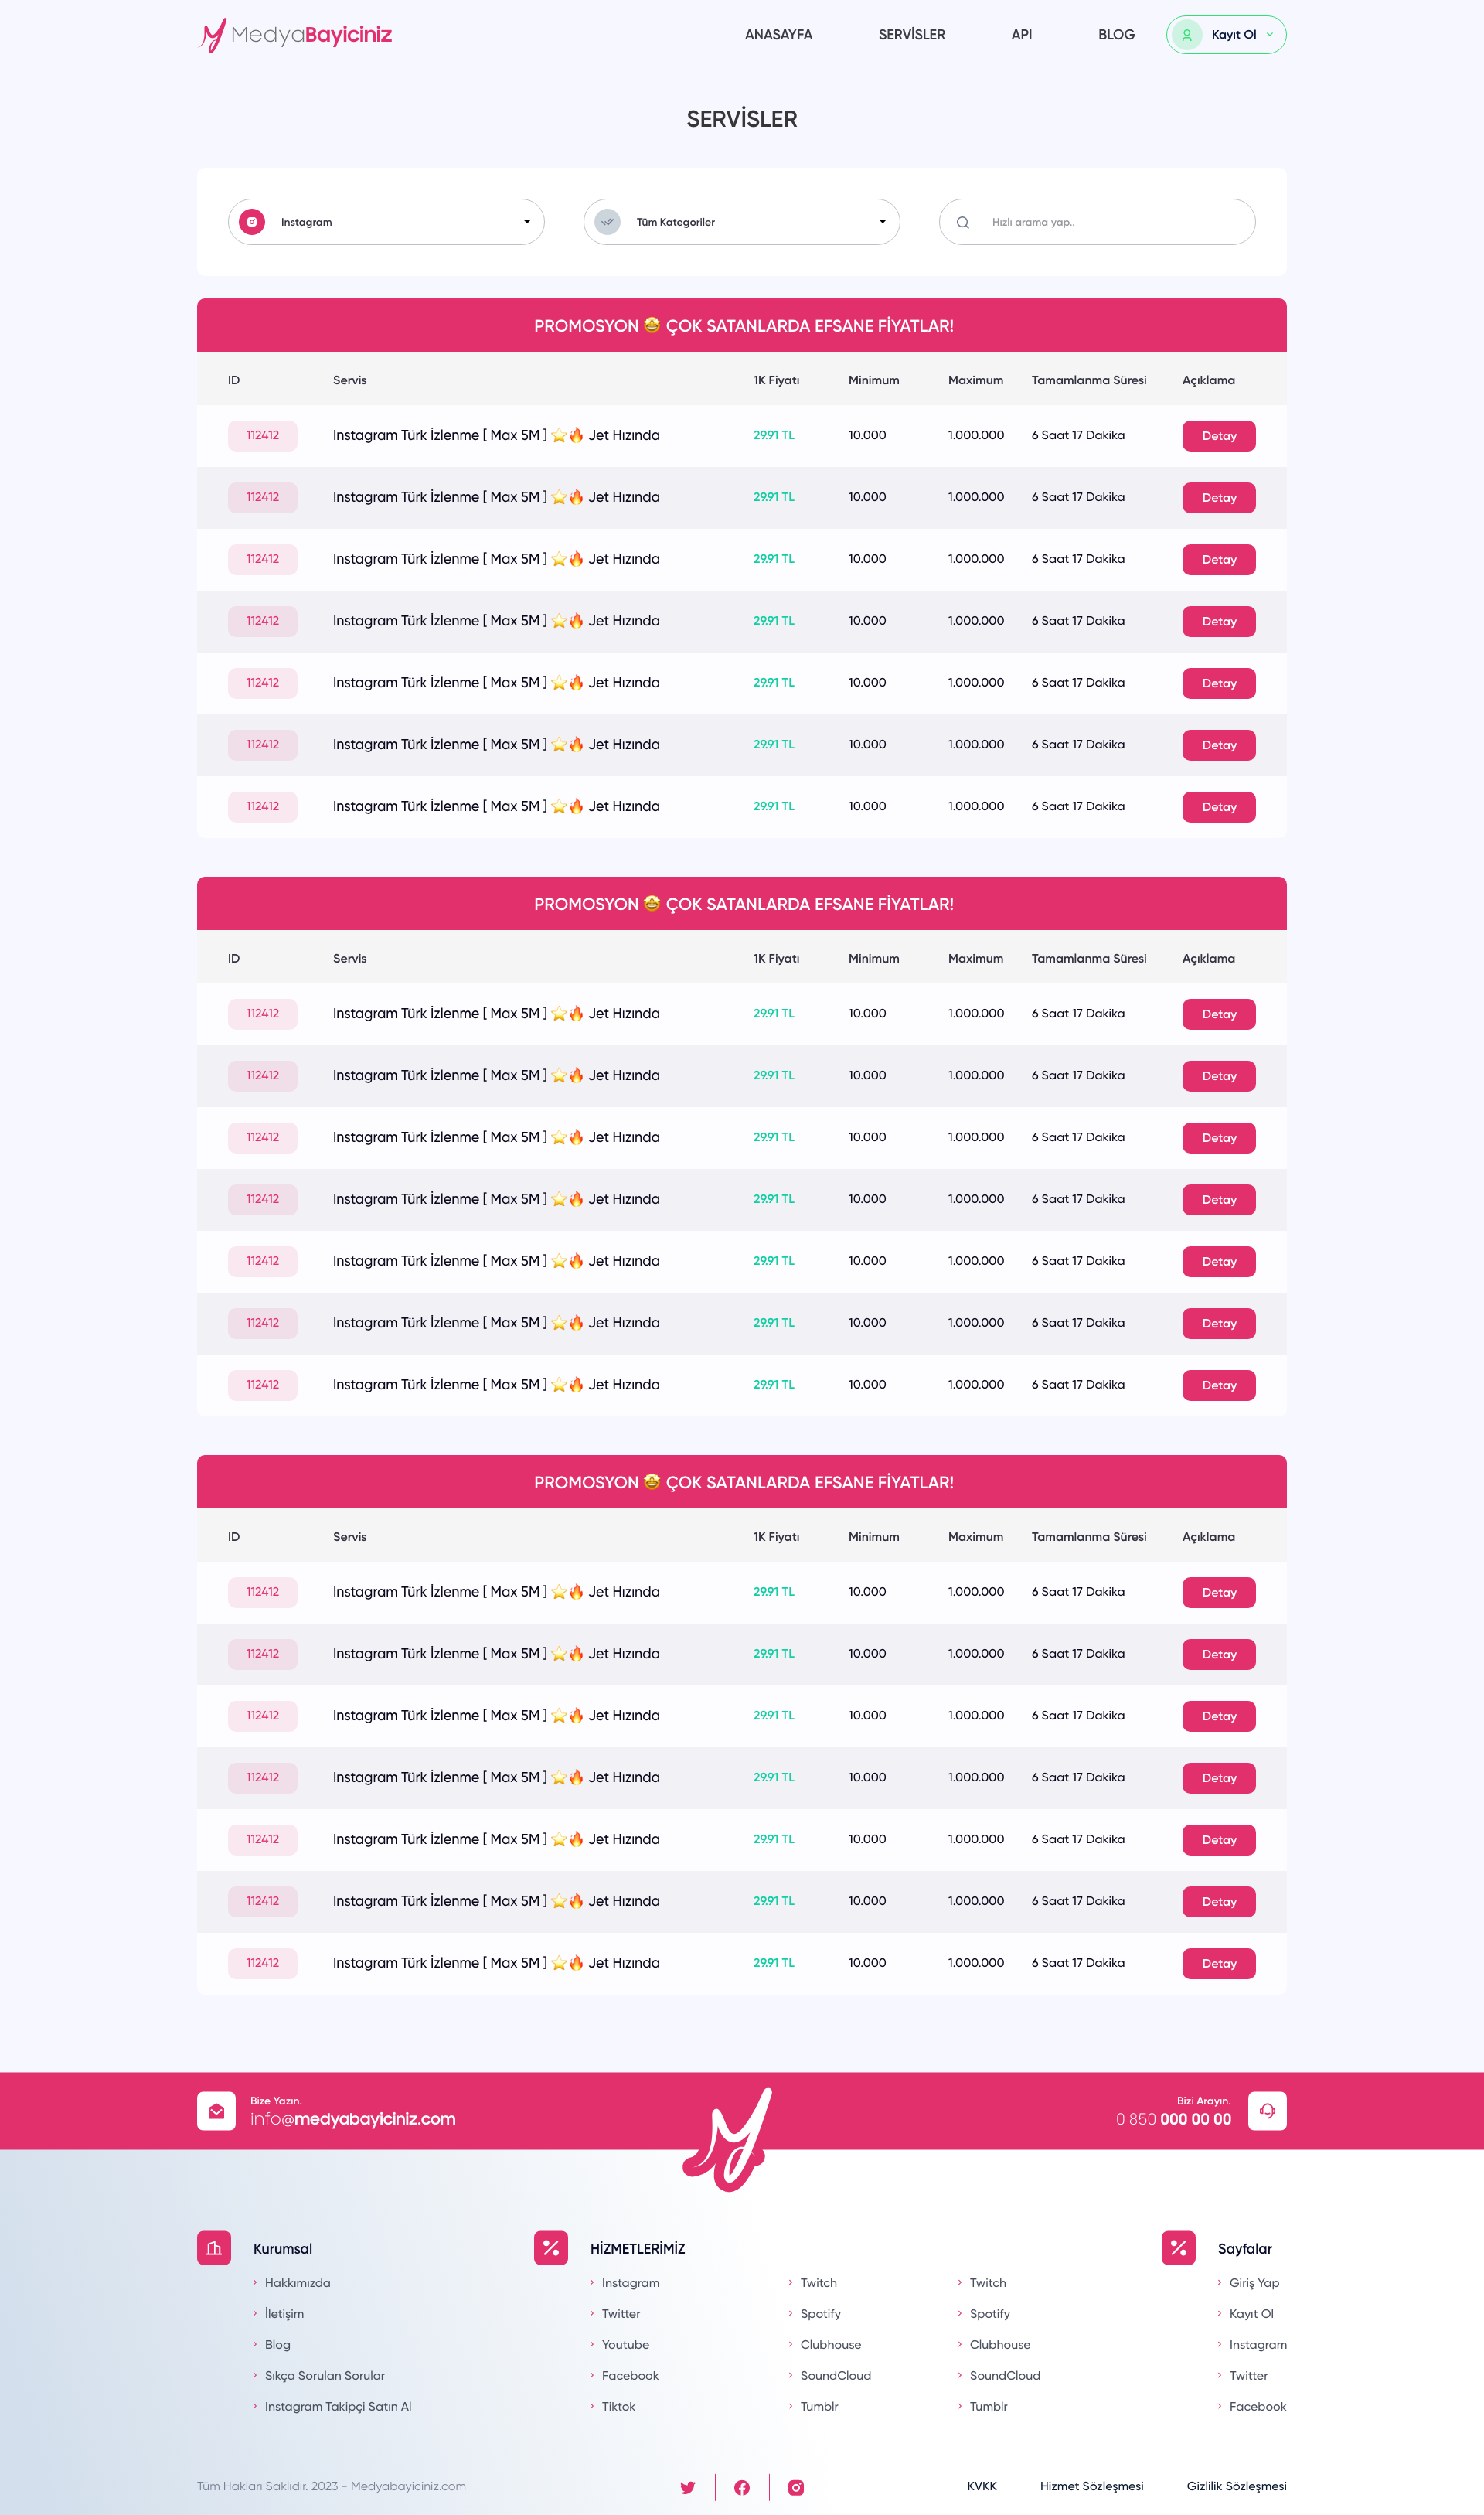 MedyaBayiciniz ANASAYFA SERVİSLER API BLOG Kayıt Ol
SERVİSLER
Instagram Tüm Kategoriler Hızlı arama yap..
PROMOSYON 🤩 ÇOK SATANLARDA EFSANE FİYATLAR!
ID Servis 1K Fiyatı Minimum Maximum Tamamlanma Süresi Açıklama
112412 Instagram Türk İzlenme [ Max 5M ] ⭐🔥 Jet Hızında 29.91 TL 10.000 1.000.000 6 Saat 17 Dakika Detay
112412 Instagram Türk İzlenme [ Max 5M ] ⭐🔥 Jet Hızında 29.91 TL 10.000 1.000.000 6 Saat 17 Dakika Detay
112412 Instagram Türk İzlenme [ Max 5M ] ⭐🔥 Jet Hızında 29.91 TL 10.000 1.000.000 6 Saat 17 Dakika Detay
112412 Instagram Türk İzlenme [ Max 5M ] ⭐🔥 Jet Hızında 29.91 TL 10.000 1.000.000 6 Saat 17 Dakika Detay
112412 Instagram Türk İzlenme [ Max 5M ] ⭐🔥 Jet Hızında 29.91 TL 10.000 1.000.000 6 Saat 17 Dakika Detay
112412 Instagram Türk İzlenme [ Max 5M ] ⭐🔥 Jet Hızında 29.91 TL 10.000 1.000.000 6 Saat 17 Dakika Detay
112412 Instagram Türk İzlenme [ Max 5M ] ⭐🔥 Jet Hızında 29.91 TL 10.000 1.000.000 6 Saat 17 Dakika Detay
PROMOSYON 🤩 ÇOK SATANLARDA EFSANE FİYATLAR!
ID Servis 1K Fiyatı Minimum Maximum Tamamlanma Süresi Açıklama
112412 Instagram Türk İzlenme [ Max 5M ] ⭐🔥 Jet Hızında 29.91 TL 10.000 1.000.000 6 Saat 17 Dakika Detay
112412 Instagram Türk İzlenme [ Max 5M ] ⭐🔥 Jet Hızında 29.91 TL 10.000 1.000.000 6 Saat 17 Dakika Detay
112412 Instagram Türk İzlenme [ Max 5M ] ⭐🔥 Jet Hızında 29.91 TL 10.000 1.000.000 6 Saat 17 Dakika Detay
112412 Instagram Türk İzlenme [ Max 5M ] ⭐🔥 Jet Hızında 29.91 TL 10.000 1.000.000 6 Saat 17 Dakika Detay
112412 Instagram Türk İzlenme [ Max 5M ] ⭐🔥 Jet Hızında 29.91 TL 10.000 1.000.000 6 Saat 17 Dakika Detay
112412 Instagram Türk İzlenme [ Max 5M ] ⭐🔥 Jet Hızında 29.91 TL 10.000 1.000.000 6 Saat 17 Dakika Detay
112412 Instagram Türk İzlenme [ Max 5M ] ⭐🔥 Jet Hızında 29.91 TL 10.000 1.000.000 6 Saat 17 Dakika Detay
PROMOSYON 🤩 ÇOK SATANLARDA EFSANE FİYATLAR!
ID Servis 1K Fiyatı Minimum Maximum Tamamlanma Süresi Açıklama
112412 Instagram Türk İzlenme [ Max 5M ] ⭐🔥 Jet Hızında 29.91 TL 10.000 1.000.000 6 Saat 17 Dakika Detay
112412 Instagram Türk İzlenme [ Max 5M ] ⭐🔥 Jet Hızında 29.91 TL 10.000 1.000.000 6 Saat 17 Dakika Detay
112412 Instagram Türk İzlenme [ Max 5M ] ⭐🔥 Jet Hızında 29.91 TL 10.000 1.000.000 6 Saat 17 Dakika Detay
112412 Instagram Türk İzlenme [ Max 5M ] ⭐🔥 Jet Hızında 29.91 TL 10.000 1.000.000 6 Saat 17 Dakika Detay
112412 Instagram Türk İzlenme [ Max 5M ] ⭐🔥 Jet Hızında 29.91 TL 10.000 1.000.000 6 Saat 17 Dakika Detay
112412 Instagram Türk İzlenme [ Max 5M ] ⭐🔥 Jet Hızında 29.91 TL 10.000 1.000.000 6 Saat 17 Dakika Detay
112412 Instagram Türk İzlenme [ Max 5M ] ⭐🔥 Jet Hızında 29.91 TL 10.000 1.000.000 6 Saat 17 Dakika Detay
Bize Yazın.
info@medyabayiciniz.com
Bizi Arayın.
0 850 000 00 00
Kurumsal
Hakkımızda
İletişim
Blog
Sıkça Sorulan Sorular
Instagram Takipçi Satın Al
HİZMETLERİMİZ
Instagram
Twitter
Youtube
Facebook
Tiktok
Twitch
Spotify
Clubhouse
SoundCloud
Tumblr
Twitch
Spotify
Clubhouse
SoundCloud
Tumblr
Sayfalar
Giriş Yap
Kayıt Ol
Instagram
Twitter
Facebook
Tüm Hakları Saklıdır. 2023 - Medyabayiciniz.com KVKK Hizmet Sözleşmesi Gizlilik Sözleşmesi